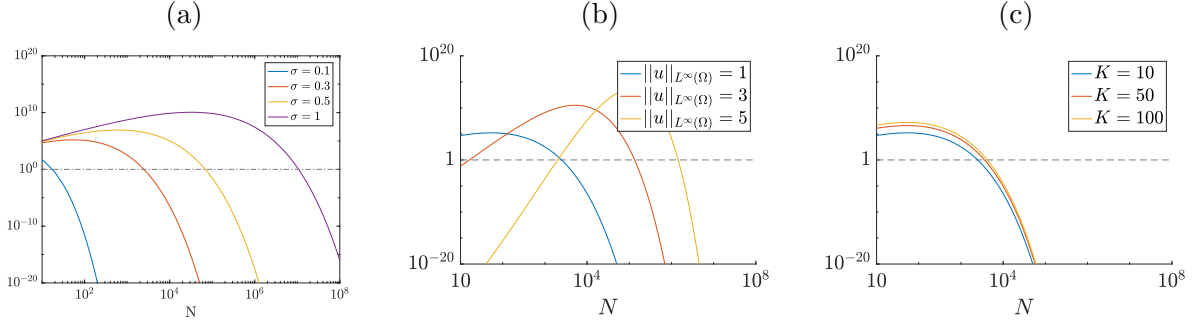 (a)
10^20
10^10
10^0
10^-10
10^-20
10^2
10^4
10^6
10^8
N
σ = 0.1
σ = 0.3
σ = 0.5
σ = 1
(b)
10^20
1
10^-20
10
10^4
10^8
N
||u||_{L^∞(Ω)} = 1
||u||_{L^∞(Ω)} = 3
||u||_{L^∞(Ω)} = 5
(c)
10^20
1
10^-20
10
10^4
10^8
N
K = 10
K = 50
K = 100